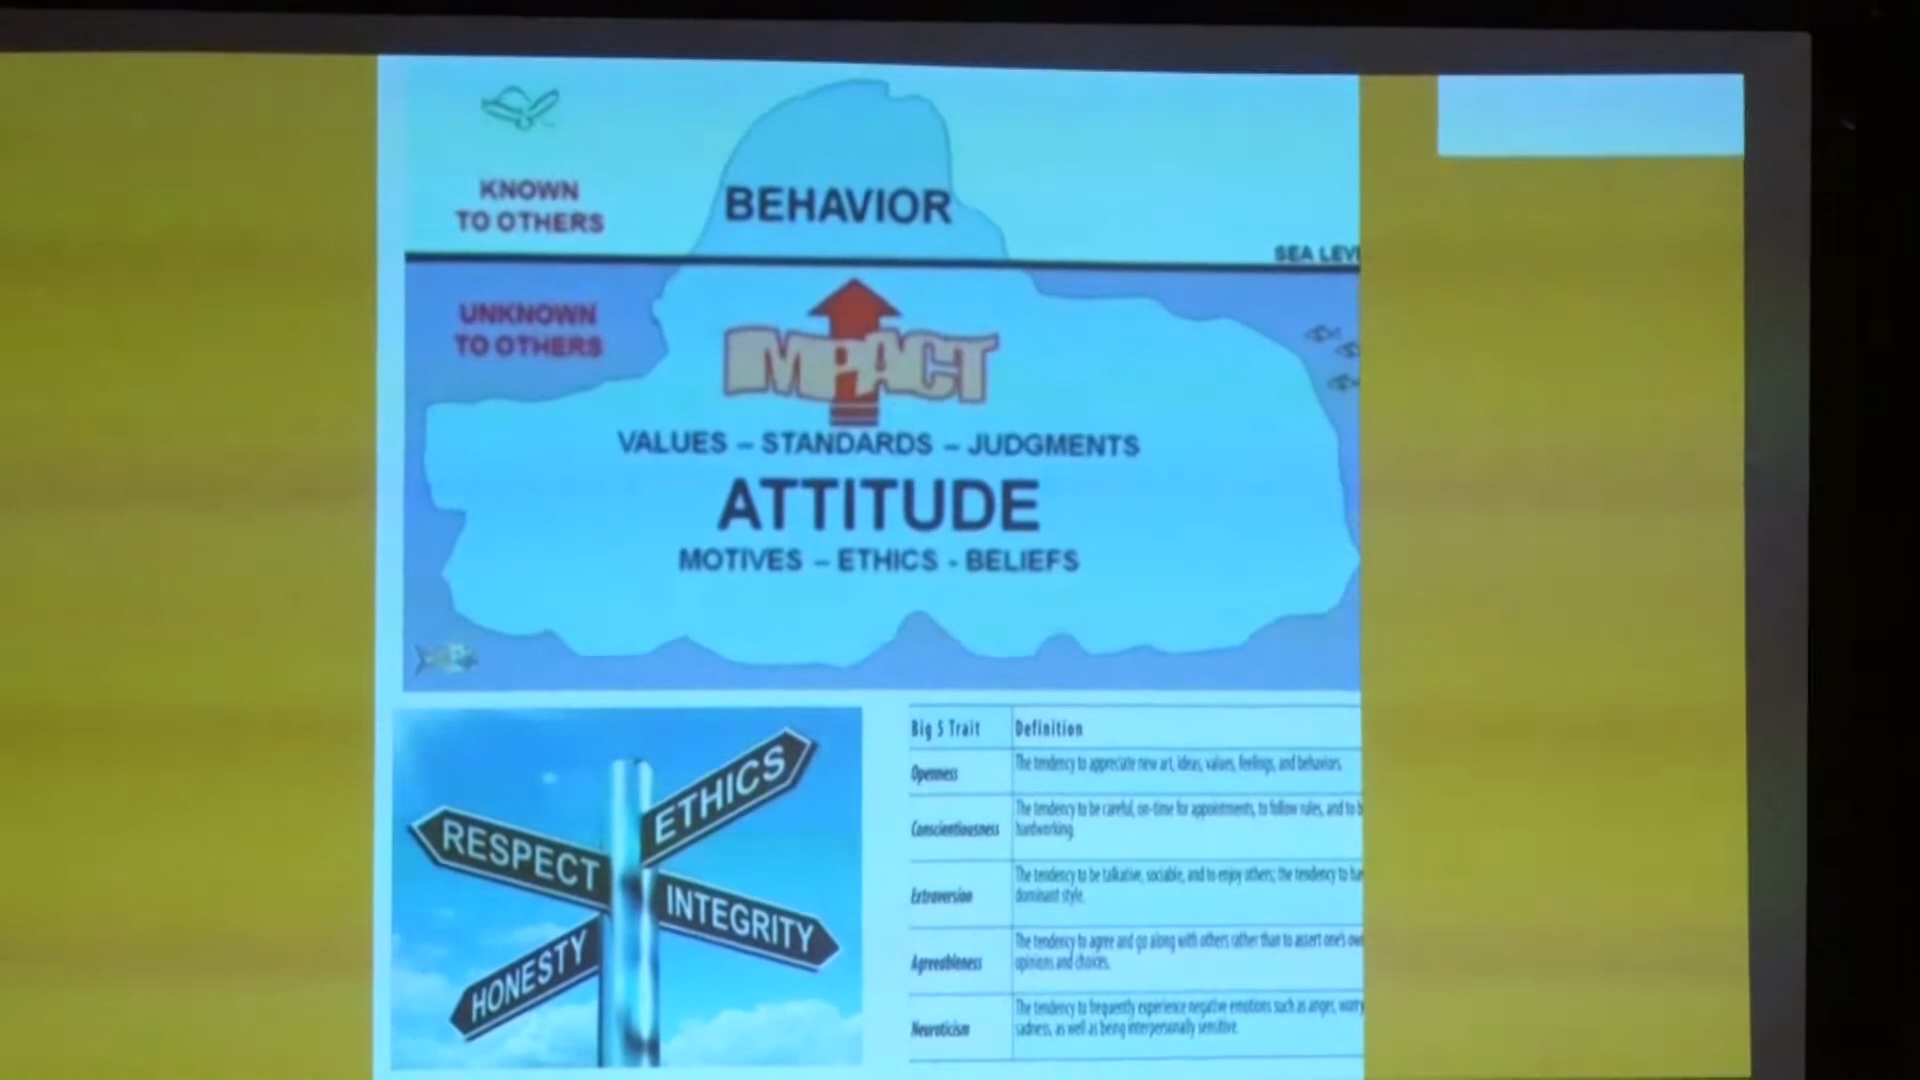 KNOWN
TO OTHERS
BEHAVIOR
SEA LEV
UNKNOWN
TO OTHERS
IMPACT
VALUES – STANDARDS – JUDGMENTS
ATTITUDE
MOTIVES – ETHICS - BELIEFS
ETHICS
RESPECT
INTEGRITY
HONESTY
Big 5 Trait Definition
Openness The tendency to appreciate new art, ideas, values, feelings, and behaviors.
Conscientiousness The tendency to be careful, on-time for appointments, to follow rules, and to b
hardworking.
Extraversion The tendency to be talkative, sociable, and to enjoy others; the tendency to ha
dominant style.
Agreeableness The tendency to agree and go along with others rather than to assert one's ow
opinions and choices.
Neuroticism The tendency to frequently experience negative emotions such as anger, worry
sadness, as well as being interpersonally sensitive.